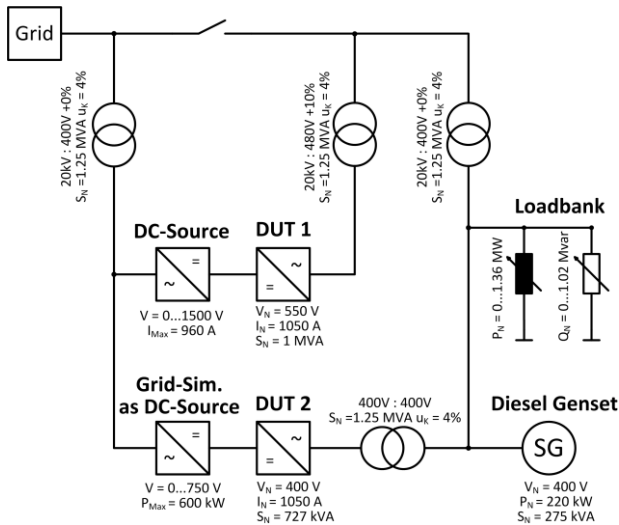 Grid
20kV : 400V +0%
S_N =1.25 MVA u_K = 4%
20kV : 480V +10%
S_N =1.25 MVA u_K = 4%
20kV : 400V +0%
S_N =1.25 MVA u_K = 4%
Loadbank
P_N = 0...1.36 MW
Q_N = 0...1.02 Mvar
DC-Source
=
~
V = 0...1500 V
I_Max = 960 A
DUT 1
~
=
V_N = 550 V
I_N = 1050 A
S_N = 1 MVA
Grid-Sim.
as DC-Source
=
~
V = 0...750 V
P_Max = 600 kW
DUT 2
~
=
V_N = 400 V
I_N = 1050 A
S_N = 727 kVA
400V : 400V
S_N =1.25 MVA u_K = 4%
Diesel Genset
SG
V_N = 400 V
P_N = 220 kW
S_N = 275 kVA